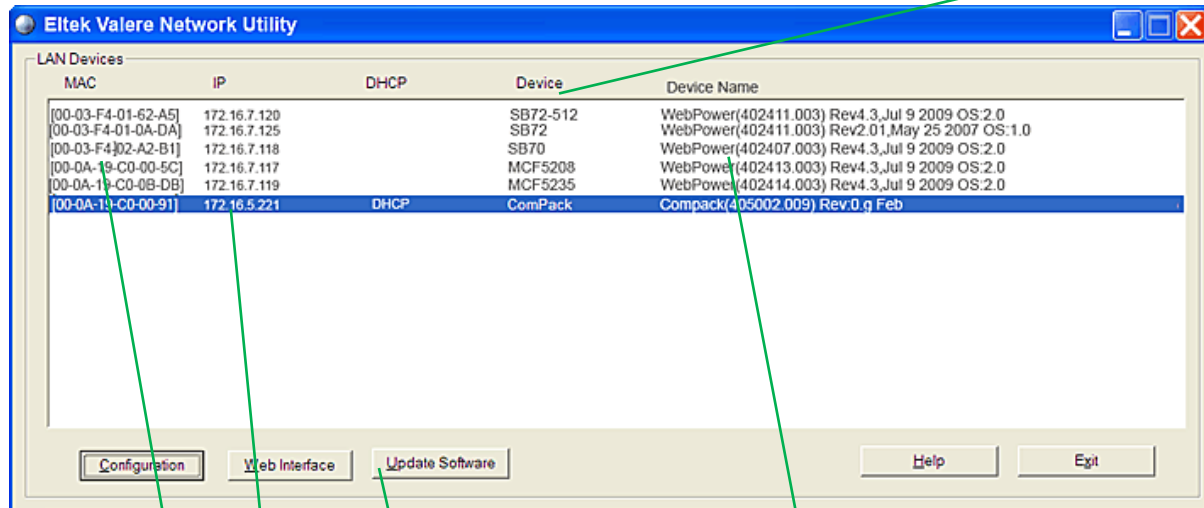 Eltek Valere Network Utility
LAN Devices
MAC IP DHCP Device Device Name
[00-03-F4-01-62-A5] 172.16.7.120 SB72-512 WebPower(402411.003) Rev4.3,Jul 9 2009 OS:2.0
[00-03-F4-01-0A-DA] 172.16.7.125 SB72 WebPower(402411.003) Rev2.01,May 25 2007 OS:1.0
[00-03-F4]02-A2-B1] 172.16.7.118 SB70 WebPower(402407.003) Rev4.3,Jul 9 2009 OS:2.0
[00-0A-19-C0-00-5C] 172.16.7.117 MCF5208 WebPower(402413.003) Rev4.3,Jul 9 2009 OS:2.0
[00-0A-19-C0-0B-DB] 172.16.7.119 MCF5235 WebPower(402414.003) Rev4.3,Jul 9 2009 OS:2.0
[00-0A-19-C0-00-91] 172.16.5.221 DHCP ComPack Compack(405002.009) Rev:0.g Feb
Configuration Web Interface Update Software Help Exit